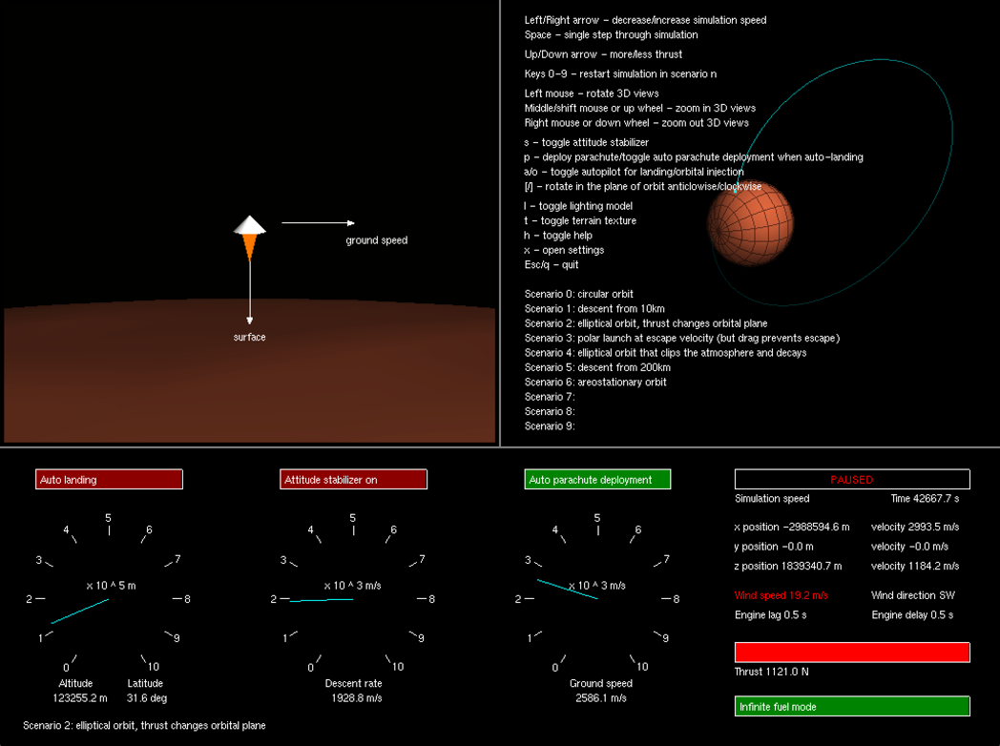 ground speed
surface
Left/Right arrow – decrease/increase simulation speed
Space – single step through simulation
Up/Down arrow – more/less thrust
Keys 0–9 – restart simulation in scenario n
Left mouse – rotate 3D views
Middle/shift mouse or up wheel – zoom in 3D views
Right mouse or down wheel – zoom out 3D views
s – toggle attitude stabilizer
p – deploy parachute/toggle auto parachute deployment when auto–landing
a/o – toggle autopilot for landing/orbital injection
[/] – rotate in the plane of orbit anticlowise/clockwise
l – toggle lighting model
t – toggle terrain texture
h – toggle help
x – open settings
Esc/q – quit
Scenario 0: circular orbit
Scenario 1: descent from 10km
Scenario 2: elliptical orbit, thrust changes orbital plane
Scenario 3: polar launch at escape velocity (but drag prevents escape)
Scenario 4: elliptical orbit that clips the atmosphere and decays
Scenario 5: descent from 200km
Scenario 6: areostationary orbit
Scenario 7:
Scenario 8:
Scenario 9:
Auto landing
0 1 2 3 4 5 6 7 8 9 10
x 10 ^ 5 m
Altitude
123255.2 m
Latitude
31.6 deg
Attitude stabilizer on
0 1 2 3 4 5 6 7 8 9 10
x 10 ^ 3 m/s
Descent rate
1928.8 m/s
Auto parachute deployment
0 1 2 3 4 5 6 7 8 9 10
x 10 ^ 3 m/s
Ground speed
2586.1 m/s
PAUSED
Simulation speed Time 42667.7 s
x position –2988594.6 m velocity 2993.5 m/s
y position –0.0 m velocity –0.0 m/s
z position 1839340.7 m velocity 1184.2 m/s
Wind speed 19.2 m/s Wind direction SW
Engine lag 0.5 s Engine delay 0.5 s
Thrust 1121.0 N
Infinite fuel mode
Scenario 2: elliptical orbit, thrust changes orbital plane